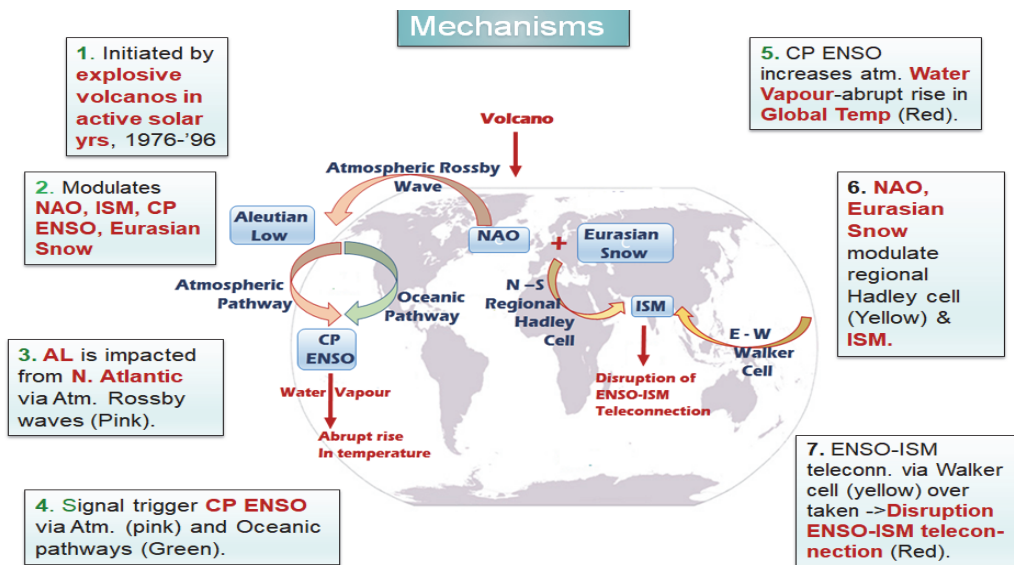 Mechanisms
1. Initiated by
explosive
volcanos in
active solar
yrs, 1976-'96
2. Modulates
NAO, ISM, CP
ENSO, Eurasian
Snow
3. AL is impacted
from N. Atlantic
via Atm. Rossby
waves (Pink).
4. Signal trigger CP ENSO
via Atm. (pink) and Oceanic
pathways (Green).
Volcano
Atmospheric Rossby
Wave
Aleutian
Low
NAO
+
Eurasian
Snow
Atmospheric
Pathway
Oceanic
Pathway
N –S
Regional
Hadley
Cell
ISM
E - W
Walker
Cell
CP
ENSO
Water Vapour
Abrupt rise
In temperature
Disruption of
ENSO-ISM
Teleconnection
5. CP ENSO
increases atm. Water
Vapour-abrupt rise in
Global Temp (Red).
6. NAO,
Eurasian
Snow
modulate
regional
Hadley cell
(Yellow) &
ISM.
7. ENSO-ISM
teleconn. via Walker
cell (yellow) over
taken ->Disruption
ENSO-ISM telecon-
nection (Red).